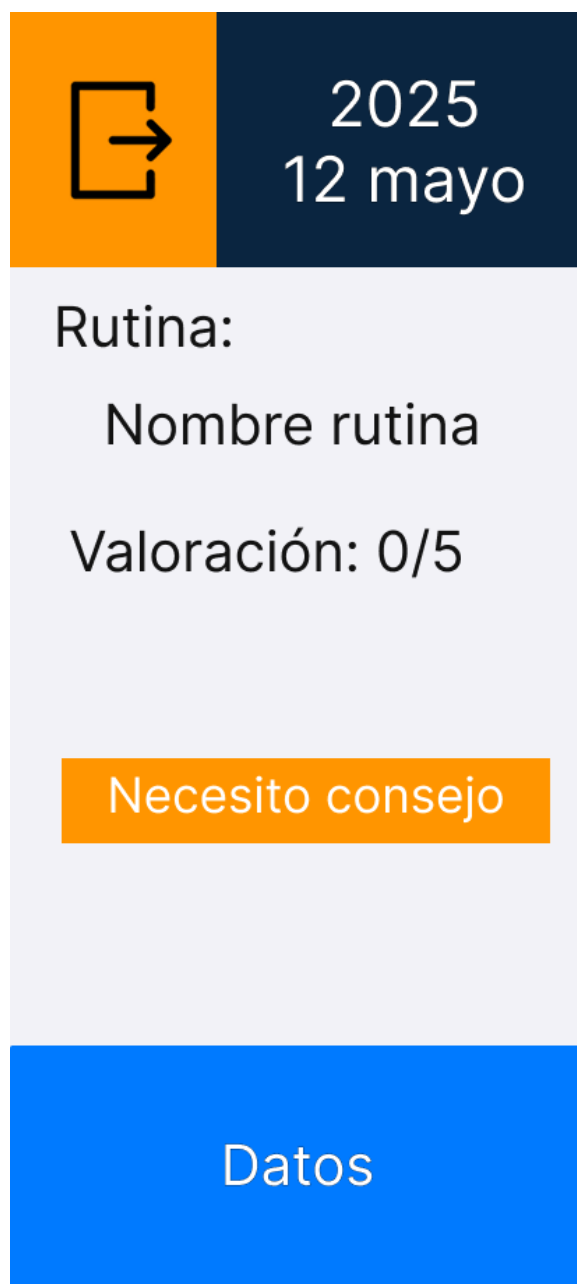 2025
12 mayo
Rutina:
Nombre rutina
Valoración: 0/5
Necesito consejo
Datos